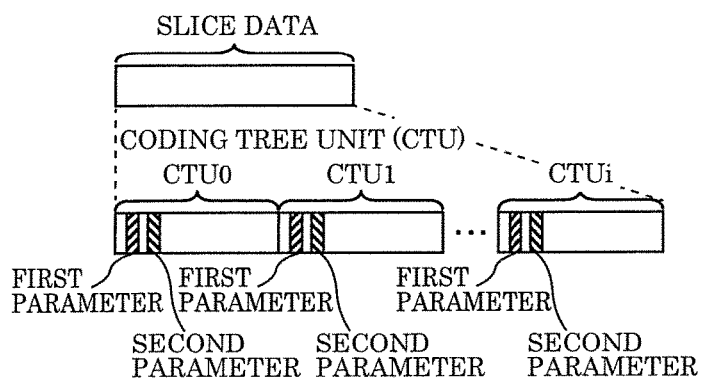 SLICE DATA
CODING TREE UNIT (CTU)
CTU0 CTU1 CTUi
...
FIRST PARAMETER FIRST PARAMETER FIRST PARAMETER
SECOND PARAMETER SECOND PARAMETER SECOND PARAMETER